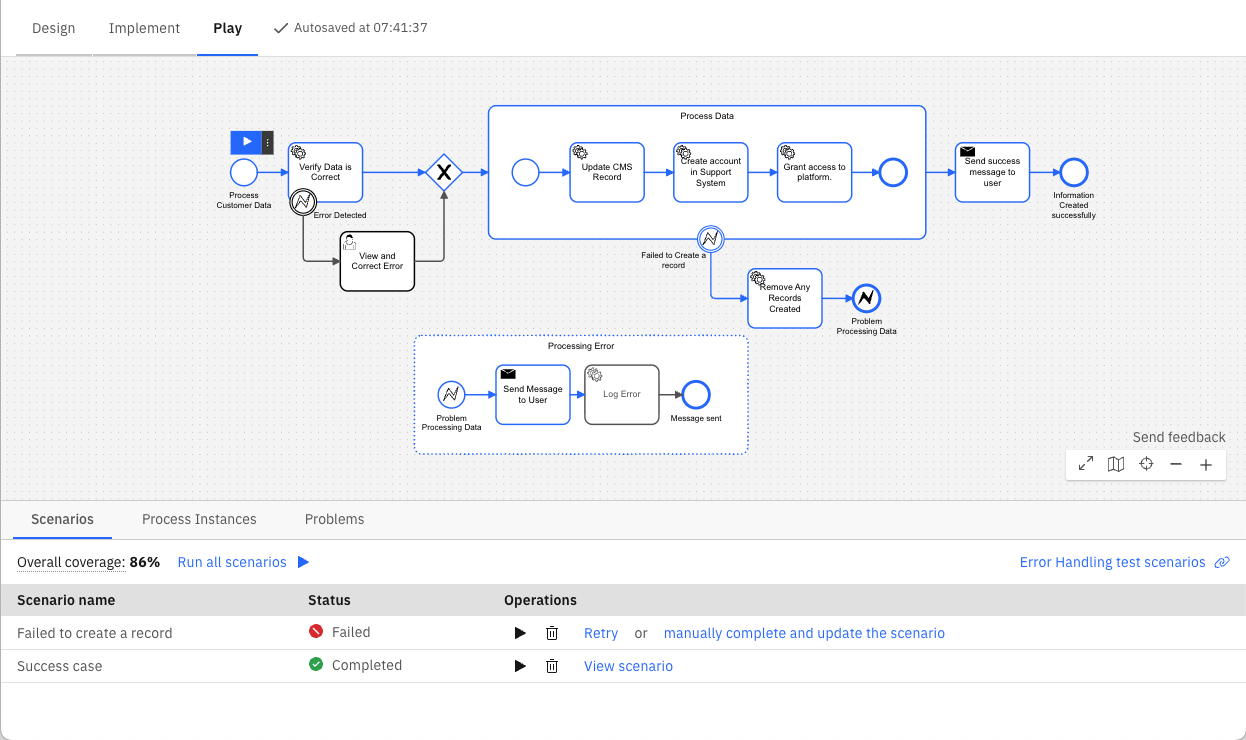 Design Implement Play Autosaved at 07:41:37
Process Data
Verify Data is
Correct
Update CMS
Record
Create account
in Support
System
Grant access to
platform.
Send success
message to
user
Process
Customer Data
Error Detected
Information
Created
successfully
View and
Correct Error
Failed to Create a
record
Remove Any
Records
Created
Problem
Processing Data
Processing Error
Send Message
to User
Log Error
Problem
Processing Data
Message sent
Send feedback
Scenarios Process Instances Problems
Overall coverage: 86% Run all scenarios Error Handling test scenarios
Scenario name Status Operations
Failed to create a record Failed Retry or manually complete and update the scenario
Success case Completed View scenario